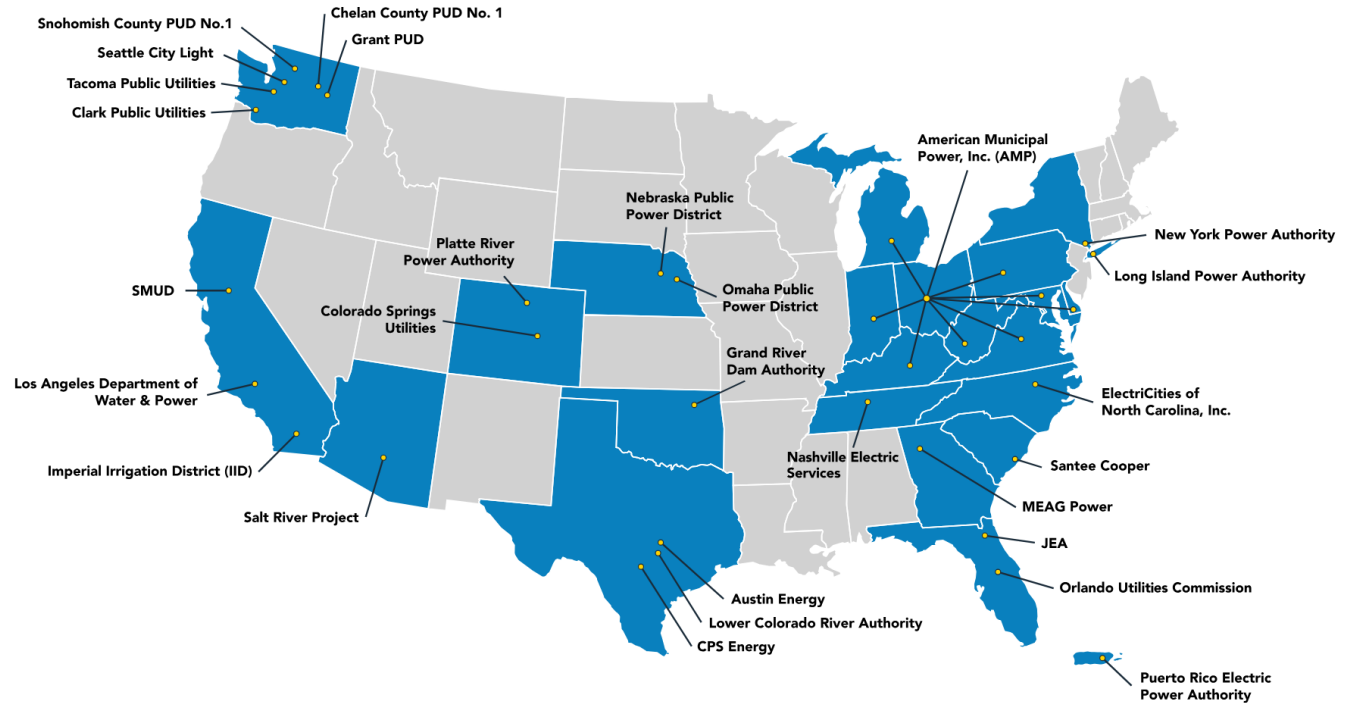 Chelan County PUD No. 1
Snohomish County PUD No.1
Grant PUD
Seattle City Light
Tacoma Public Utilities
Clark Public Utilities
American Municipal
Power, Inc. (AMP)
Nebraska Public
Power District
New York Power Authority
Platte River
Power Authority
Long Island Power Authority
SMUD
Omaha Public
Power District
Colorado Springs
Utilities
Grand River
Dam Authority
Los Angeles Department of
Water & Power
ElectriCities of
North Carolina, Inc.
Nashville Electric
Services
Santee Cooper
Imperial Irrigation District (IID)
MEAG Power
Salt River Project
JEA
Orlando Utilities Commission
Austin Energy
Lower Colorado River Authority
CPS Energy
Puerto Rico Electric
Power Authority